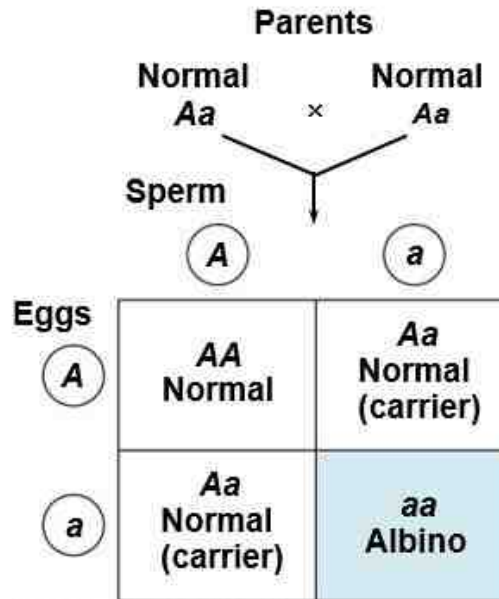 Parents
Normal Normal
Aa × Aa
Sperm
A a
Eggs
A
AA
Normal
Aa
Normal
(carrier)
a
Aa
Normal
(carrier)
aa
Albino